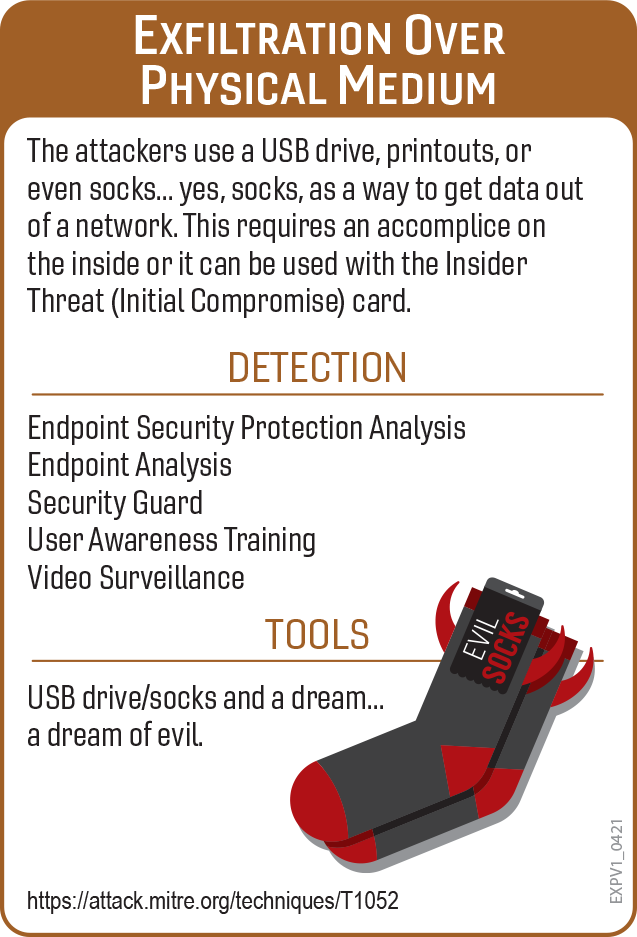 Exfiltration Over
Physical Medium
The attackers use a USB drive, printouts, or
even socks... yes, socks, as a way to get data out
of a network. This requires an accomplice on
the inside or it can be used with the Insider
Threat (Initial Compromise) card.
DETECTION
Endpoint Security Protection Analysis
Endpoint Analysis
Security Guard
User Awareness Training
Video Surveillance
TOOLS
EVIL
SOCKS
USB drive/socks and a dream...
a dream of evil.
https://attack.mitre.org/techniques/T1052
EXPV1_0421